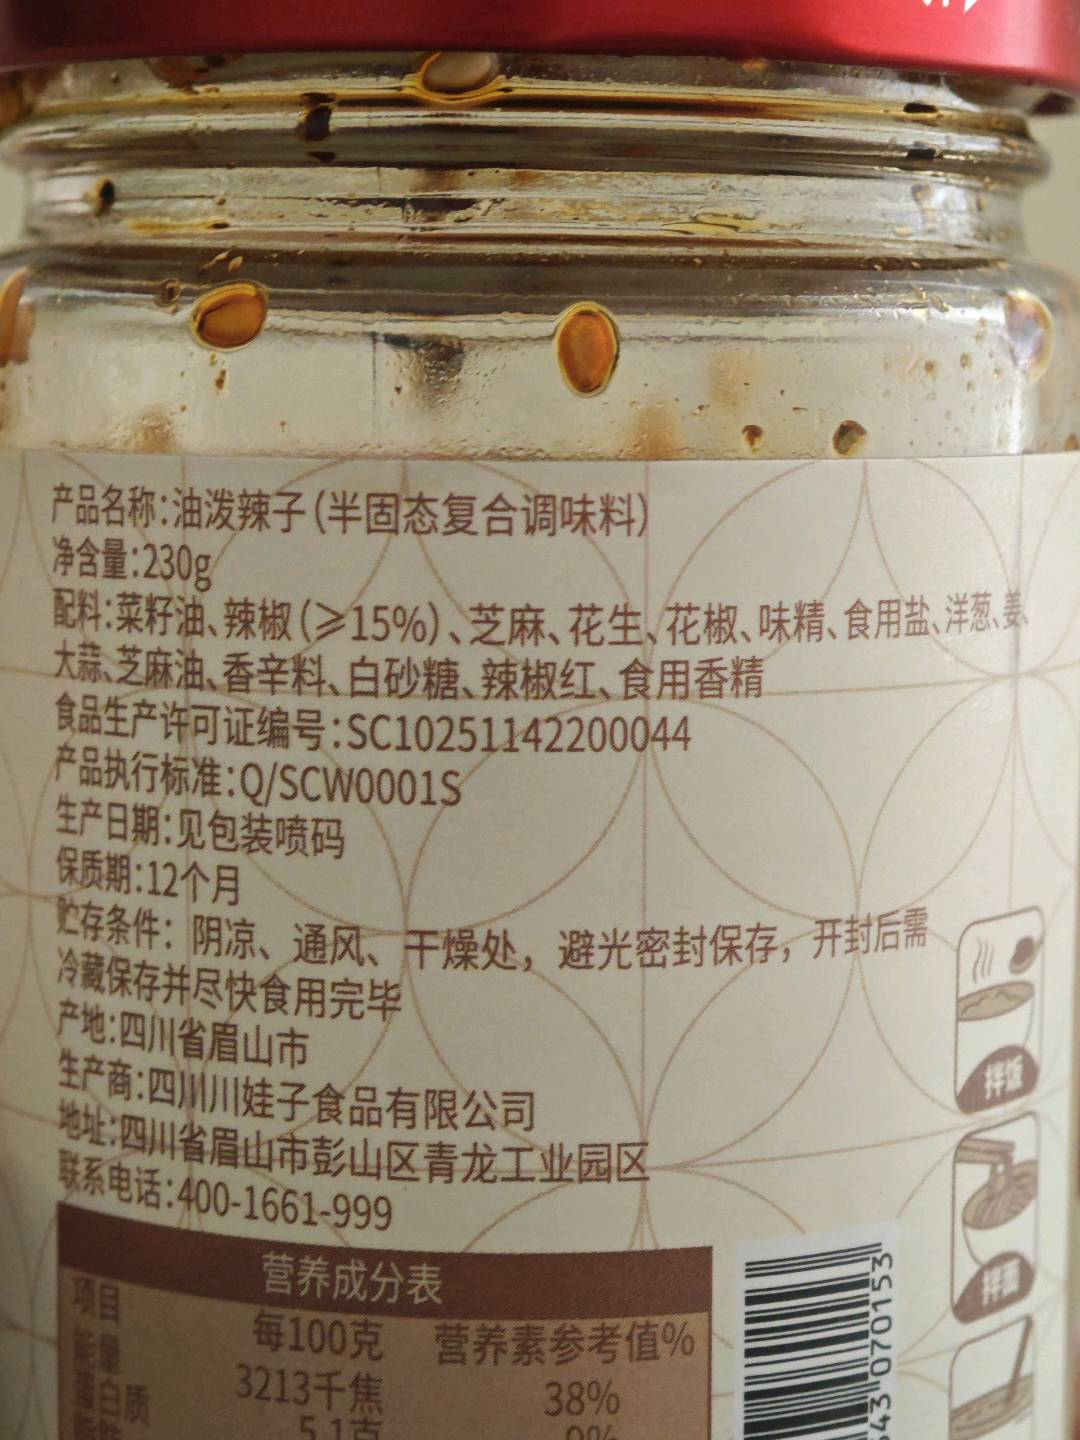 产品名称：油泼辣子（半固态复合调味料）
净含量：230g
配料：菜籽油、辣椒（≥15%）、芝麻、花生、花椒、味精、食用盐、洋葱、姜、
大蒜、芝麻油、香辛料、白砂糖、辣椒红、食用香精
食品生产许可证编号：SC10251142200044
产品执行标准：Q/SCW0001S
生产日期：见包装喷码
保质期：12个月
贮存条件：阴凉、通风、干燥处，避光密封保存，开封后需
冷藏保存并尽快食用完毕
产地：四川省眉山市
生产商：四川川娃子食品有限公司
地址：四川省眉山市彭山区青龙工业园区
联系电话：400-1661-999
营养成分表
项目 每100克 营养素参考值%
能量 3213千焦 38%
蛋白质 5.1克
拌饭
拌面
343 070153